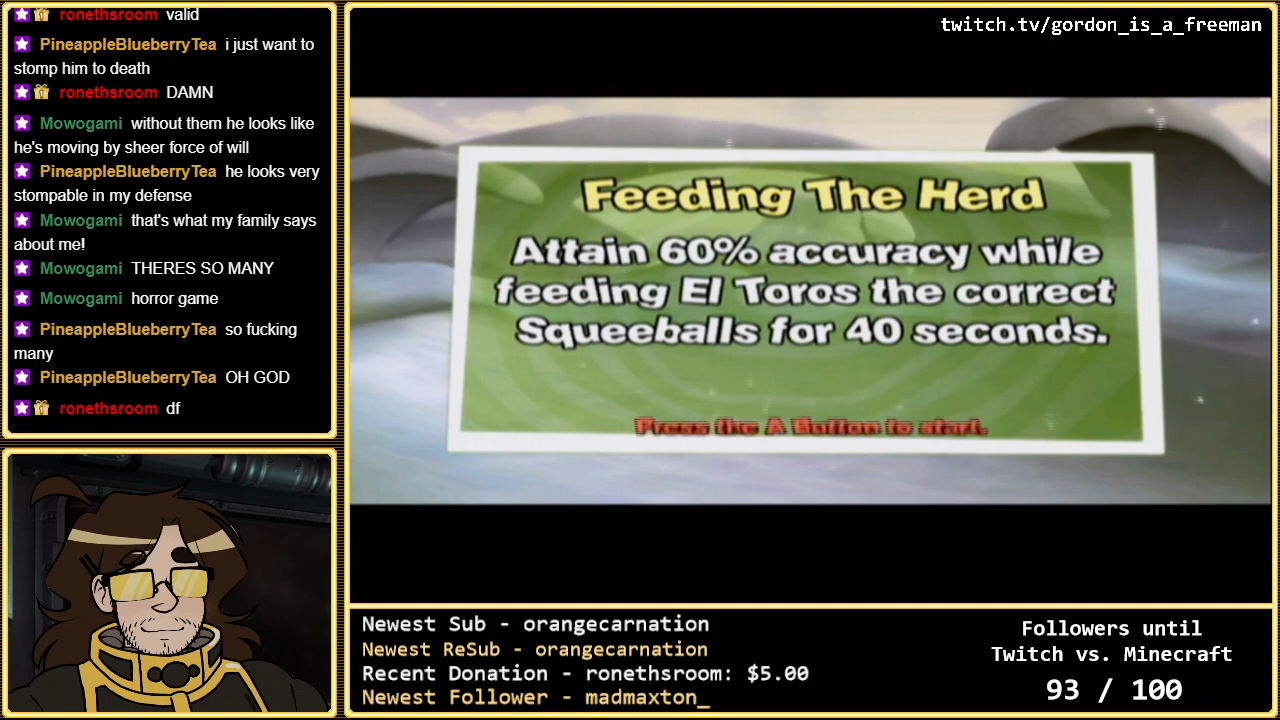 ronethsroom valid
PineappleBlueberryTea i just want to
stomp him to death
ronethsroom DAMN
Mowogami without them he looks like
he's moving by sheer force of will
PineappleBlueberryTea he looks very
stompable in my defense
Mowogami that's what my family says
about me!
Mowogami THERES SO MANY
Mowogami horror game
PineappleBlueberryTea so fucking
many
PineappleBlueberryTea OH GOD
ronethsroom df
twitch.tv/gordon_is_a_freeman
Feeding The Herd
Attain 60% accuracy while
feeding El Toros the correct
Squeeballs for 40 seconds.
Press the A Button to start.
Newest Sub - orangecarnation
Newest ReSub - orangecarnation
Recent Donation - ronethsroom: $5.00
Newest Follower - madmaxton_
Followers until
Twitch vs. Minecraft
93 / 100